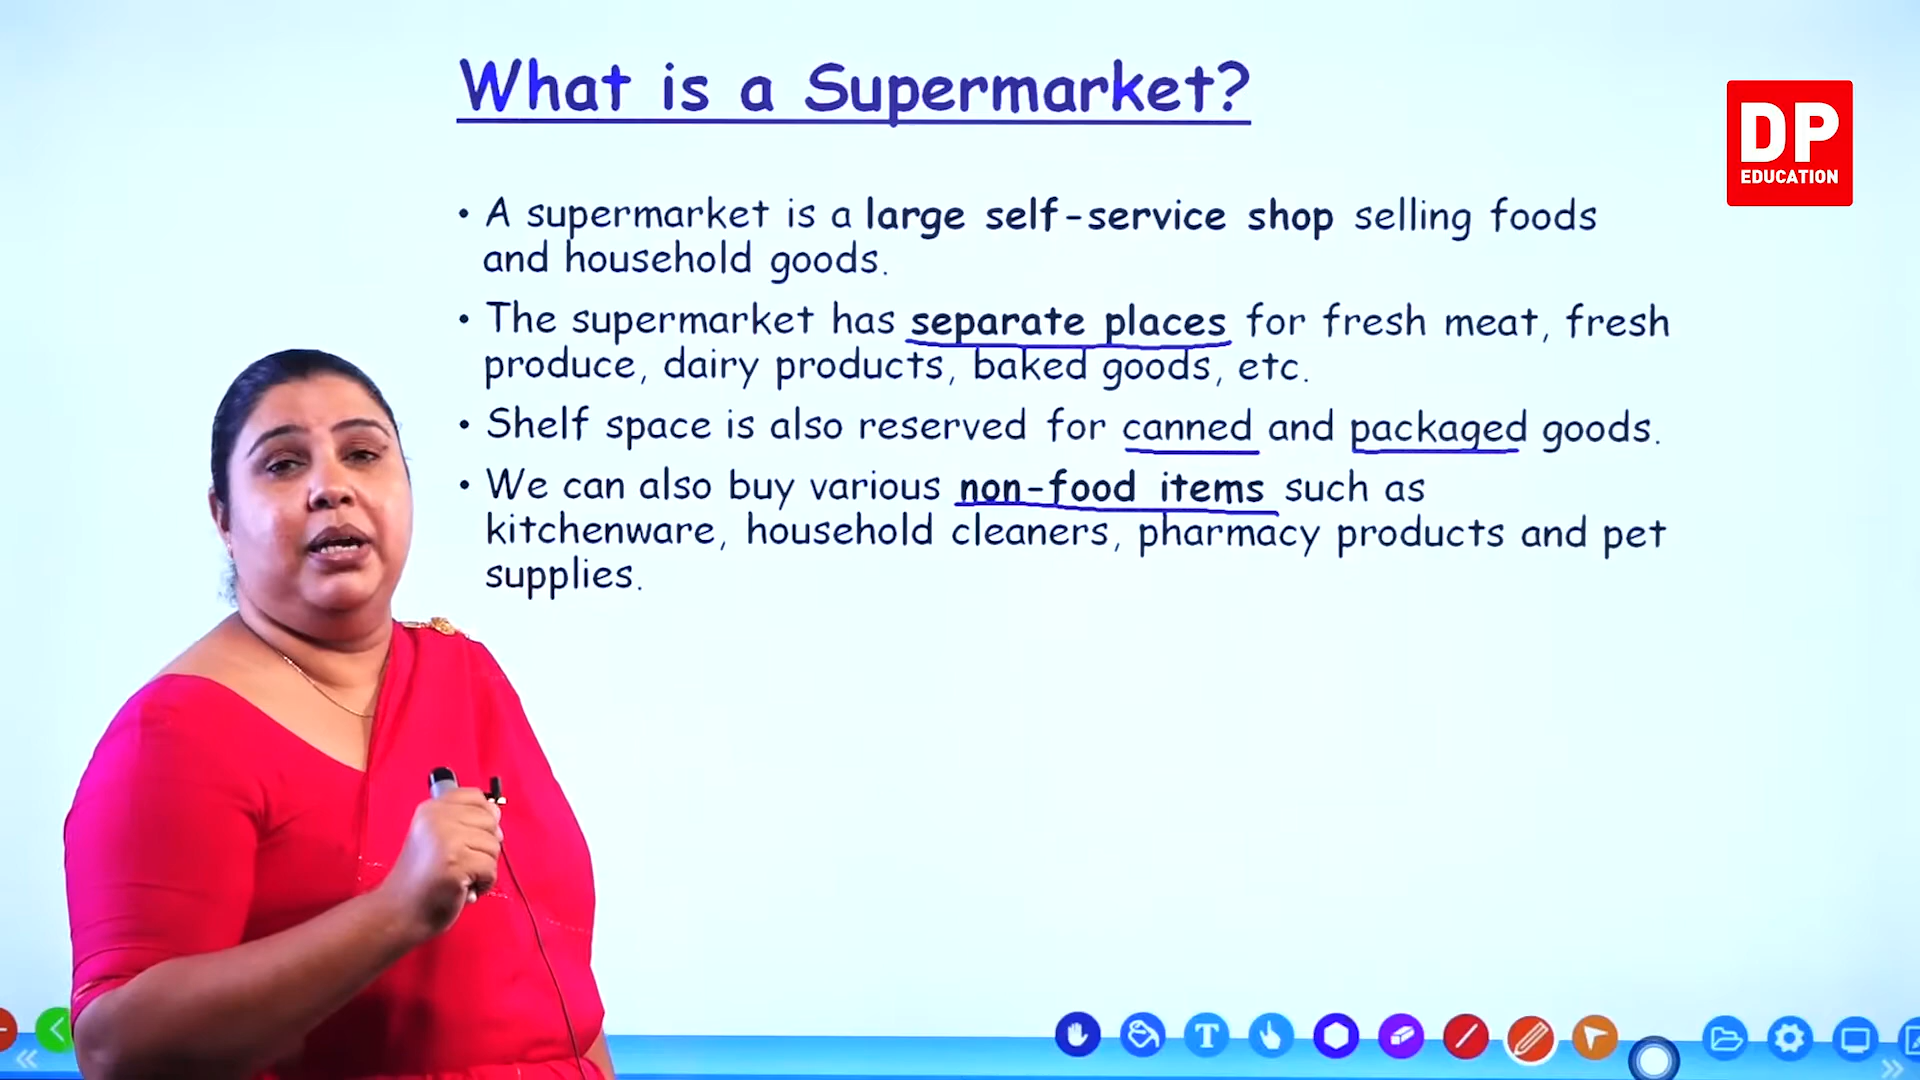 What is a Supermarket?
DP
EDUCATION
• A supermarket is a large self-service shop selling foods
and household goods.
• The supermarket has separate places for fresh meat, fresh
produce, dairy products, baked goods, etc.
• Shelf space is also reserved for canned and packaged goods.
• We can also buy various non-food items such as
kitchenware, household cleaners, pharmacy products and pet
supplies.
T